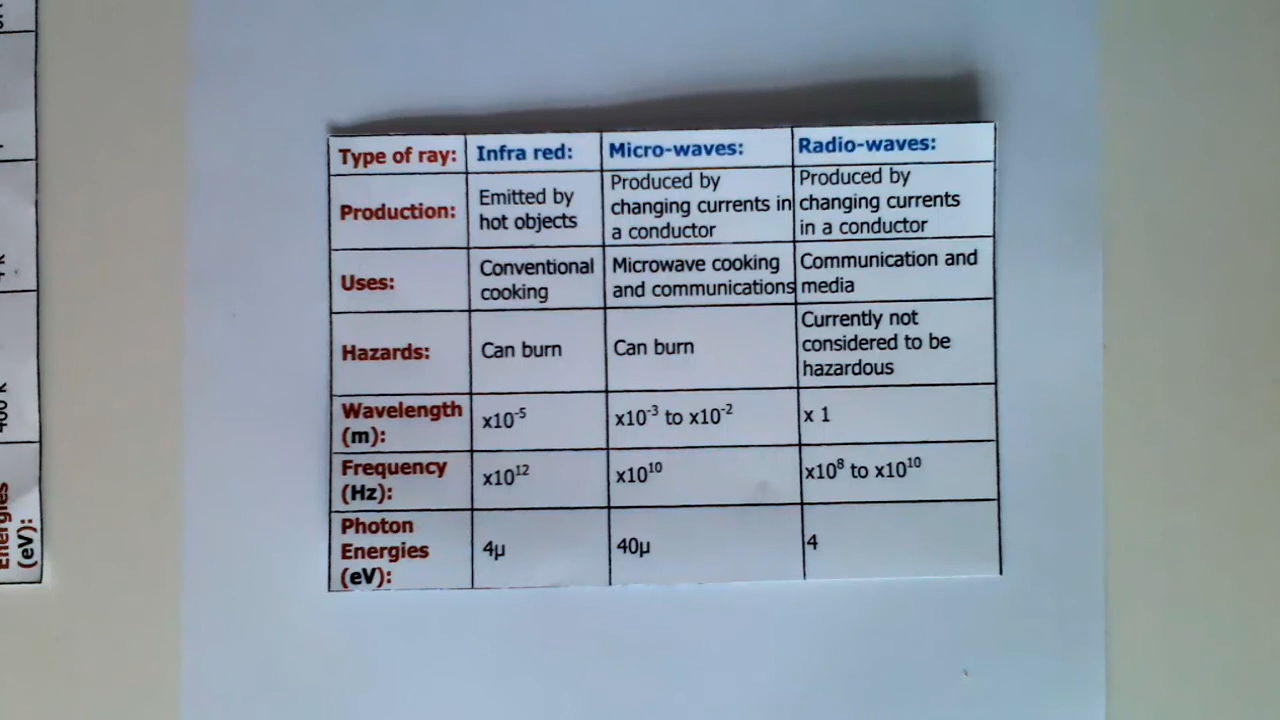 Type of ray: Infra red: Micro-waves: Radio-waves:
Production: Emitted by hot objects Produced by changing currents in a conductor Produced by changing currents in a conductor
Uses: Conventional cooking Microwave cooking and communications Communication and media
Hazards: Can burn Can burn Currently not considered to be hazardous
Wavelength (m): x10⁻⁵ x10⁻³ to x10⁻² x 1
Frequency (Hz): x10¹² x10¹⁰ x10⁸ to x10¹⁰
Photon Energies (eV): 4µ 40µ 4
Energies
(eV):
400 k